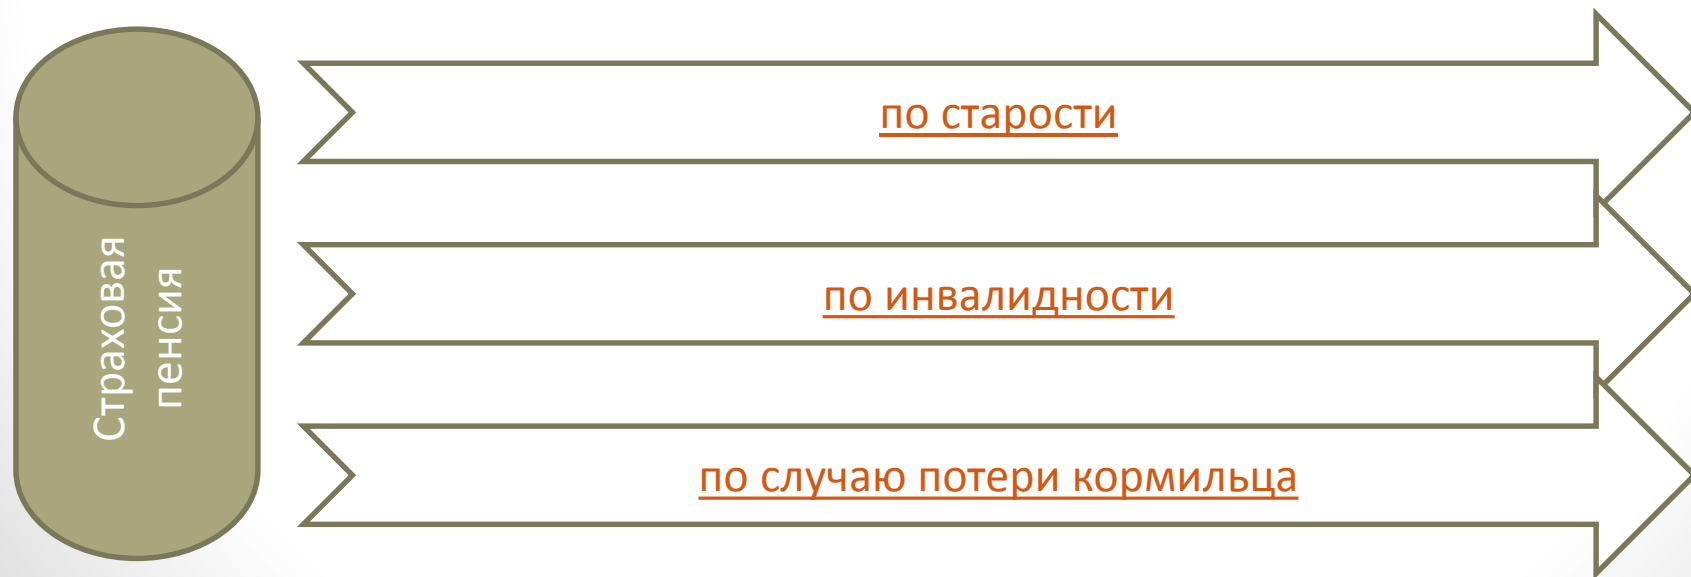 Страховая
пенсия
по старости
по инвалидности
по случаю потери кормильца